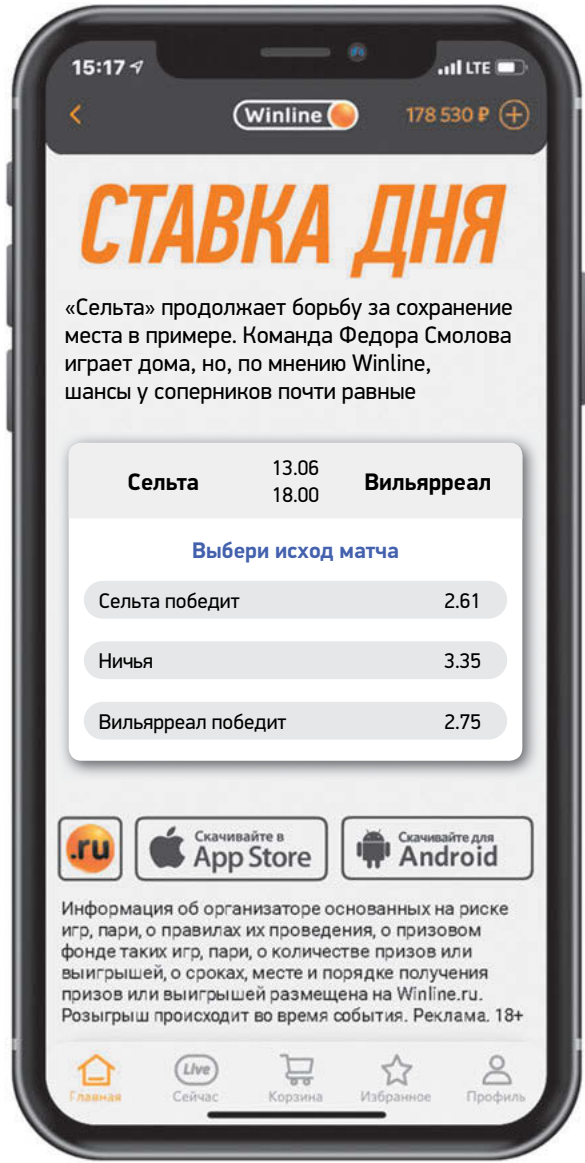 15:17
LTE
Winline
178 530 ₽
СТАВКА ДНЯ
«Сельта» продолжает борьбу за сохранение
места в примере. Команда Федора Смолова
играет дома, но, по мнению Winline,
шансы у соперников почти равные
Сельта 13.06 Вильярреал
18.00
Выбери исход матча
Сельта победит 2.61
Ничья 3.35
Вильярреал победит 2.75
.ru
Скачивайте в
App Store
Скачивайте для
Android
Информация об организаторе основанных на риске
игр, пари, о правилах их проведения, о призовом
фонде таких игр, пари, о количестве призов или
выигрышей, о сроках, месте и порядке получения
призов или выигрышей размещена на Winline.ru.
Розыгрыш происходит во время события. Реклама. 18+
Live
Главная Сейчас Корзина Избранное Профиль